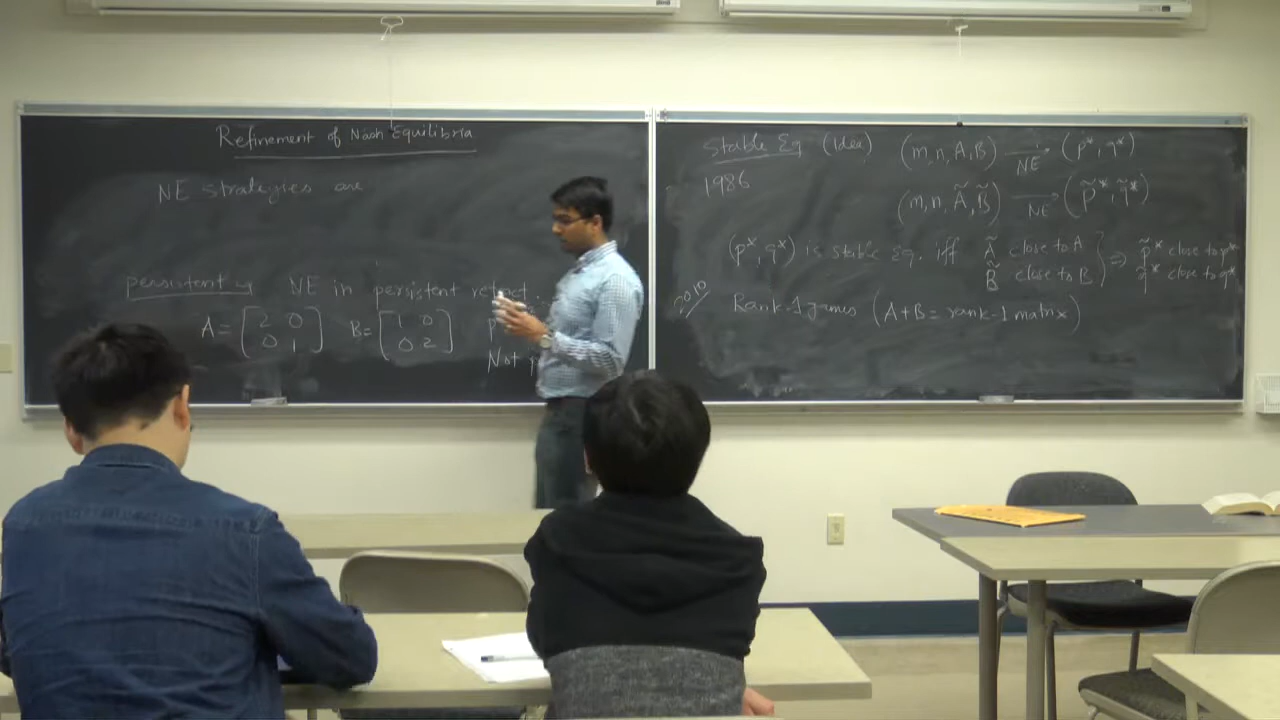 Refinement of Nash Equilibria
NE strategies are
persistent eq NE in persistent retract
A = [2 0; 0 1] B = [1 0; 0 2] P
Not p
Stable Eq (Idea) (m, n, A, B) → NE (p*, q*)
1986
(m, n, Ã, B̃) → NE (p̃*, q̃*)
(p*, q*) is stable Eq. iff Ã close to A } ⇒ p̃* close to p*
B̃ close to B q̃* close to q*
2010 Rank-1 games (A+B = rank-1 matrix)